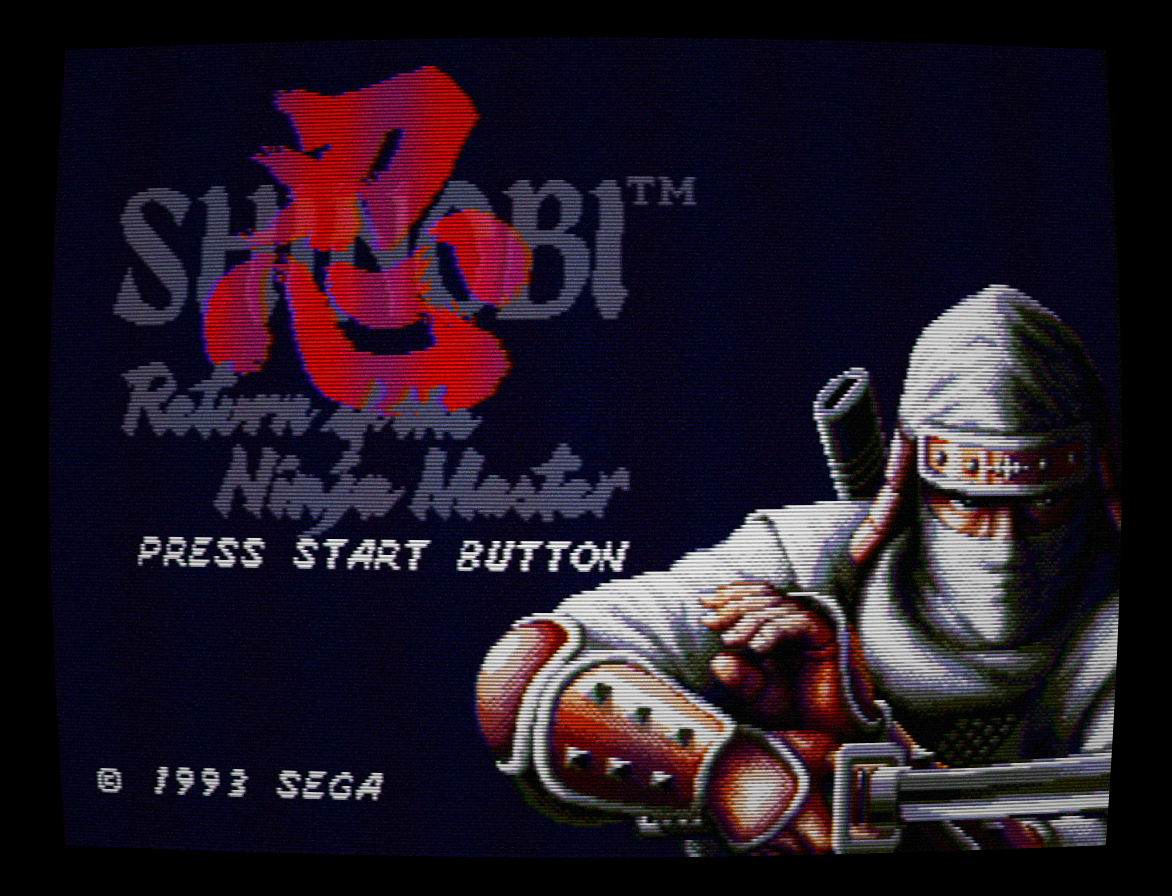 忍
SHINOBI™
Return of the
Ninja Master
PRESS START BUTTON
© 1993 SEGA